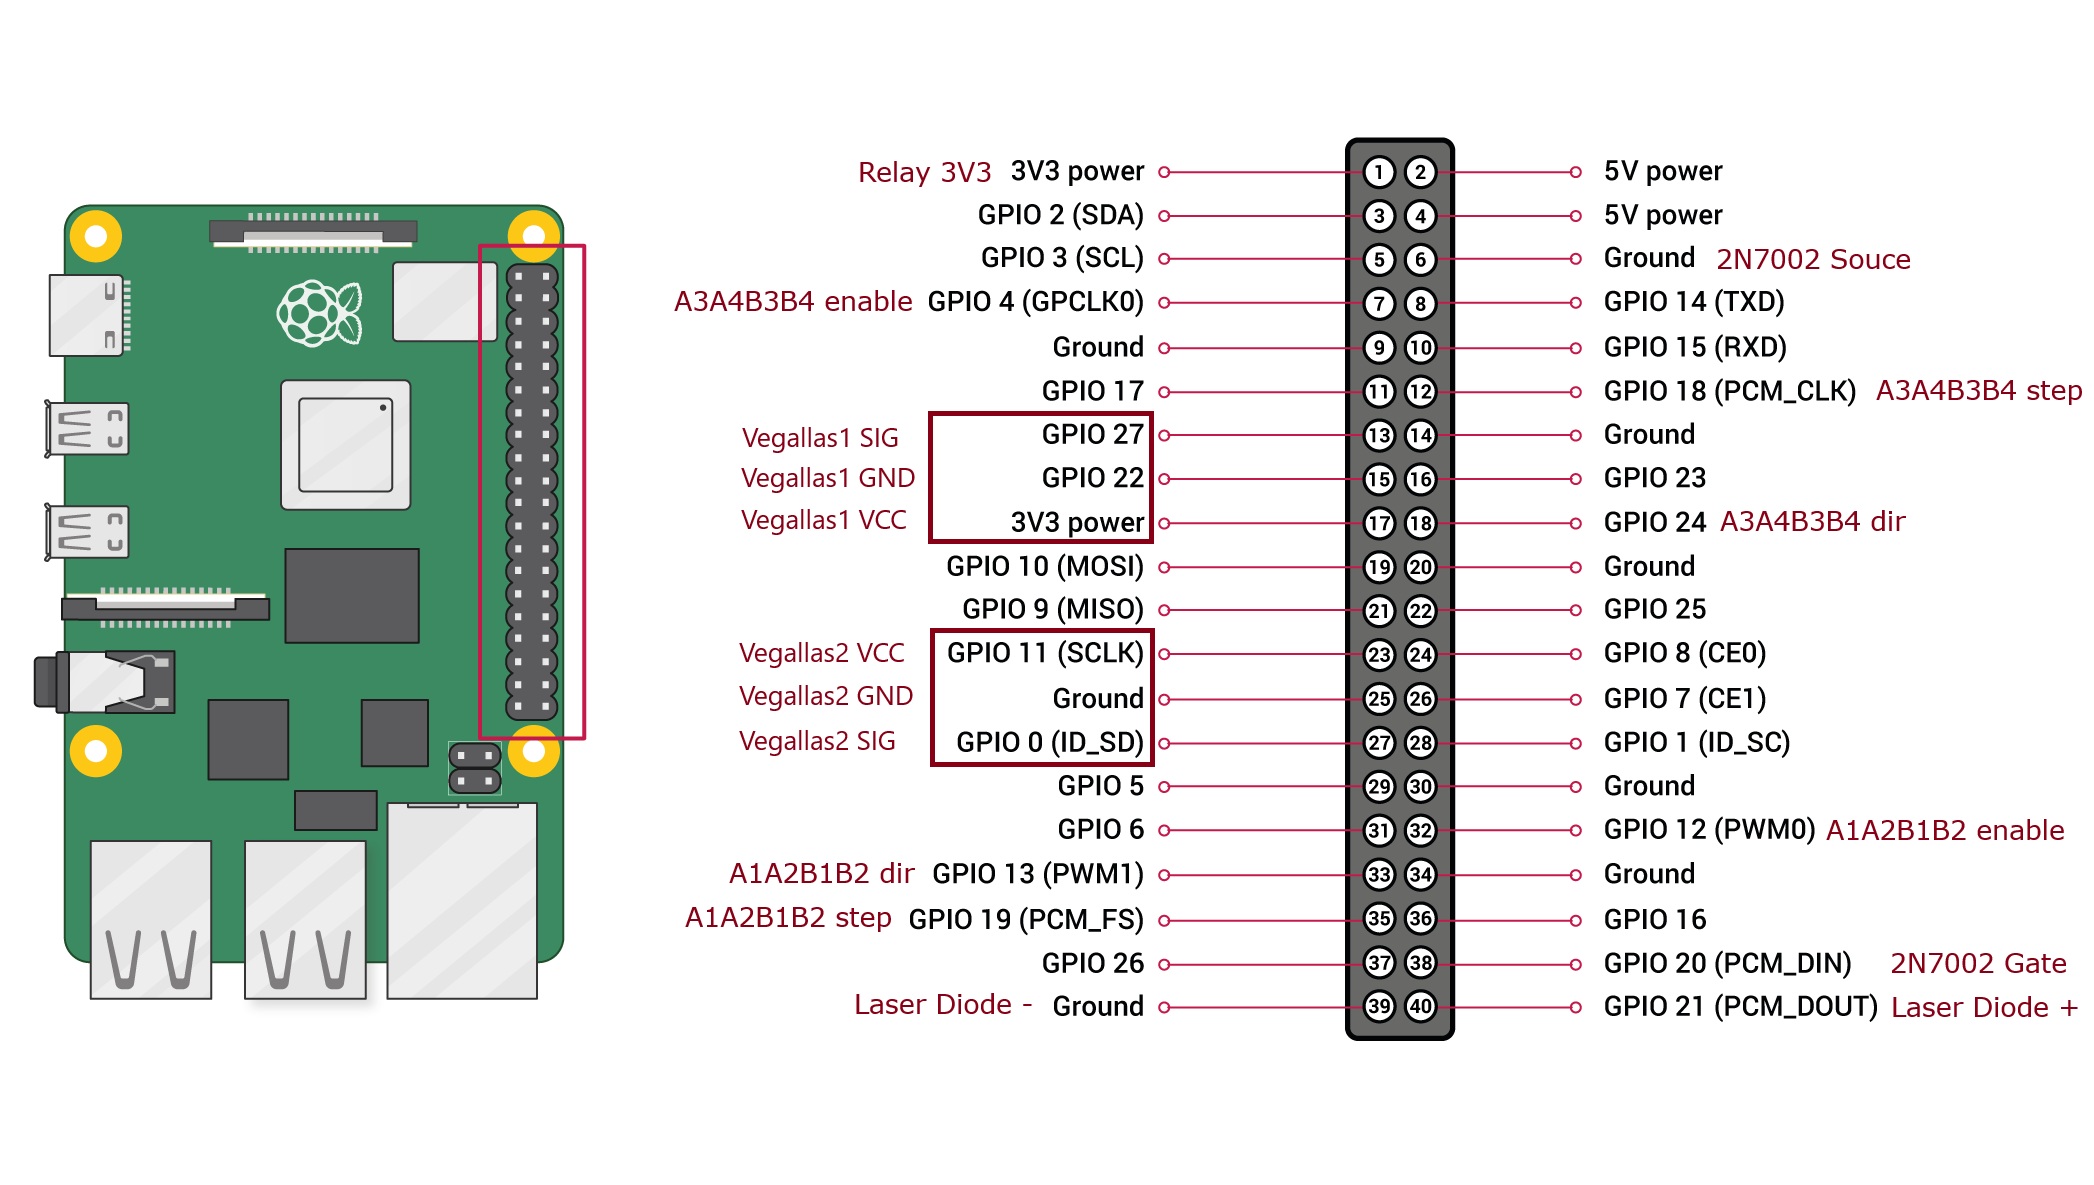 Relay 3V3 3V3 power 1 2 5V power
GPIO 2 (SDA) 3 4 5V power
GPIO 3 (SCL) 5 6 Ground 2N7002 Souce
A3A4B3B4 enable GPIO 4 (GPCLK0) 7 8 GPIO 14 (TXD)
Ground 9 10 GPIO 15 (RXD)
GPIO 17 11 12 GPIO 18 (PCM_CLK) A3A4B3B4 step
Vegallas1 SIG GPIO 27 13 14 Ground
Vegallas1 GND GPIO 22 15 16 GPIO 23
Vegallas1 VCC 3V3 power 17 18 GPIO 24 A3A4B3B4 dir
GPIO 10 (MOSI) 19 20 Ground
GPIO 9 (MISO) 21 22 GPIO 25
Vegallas2 VCC GPIO 11 (SCLK) 23 24 GPIO 8 (CE0)
Vegallas2 GND Ground 25 26 GPIO 7 (CE1)
Vegallas2 SIG GPIO 0 (ID_SD) 27 28 GPIO 1 (ID_SC)
GPIO 5 29 30 Ground
GPIO 6 31 32 GPIO 12 (PWM0) A1A2B1B2 enable
A1A2B1B2 dir GPIO 13 (PWM1) 33 34 Ground
A1A2B1B2 step GPIO 19 (PCM_FS) 35 36 GPIO 16
GPIO 26 37 38 GPIO 20 (PCM_DIN) 2N7002 Gate
Laser Diode - Ground 39 40 GPIO 21 (PCM_DOUT) Laser Diode +